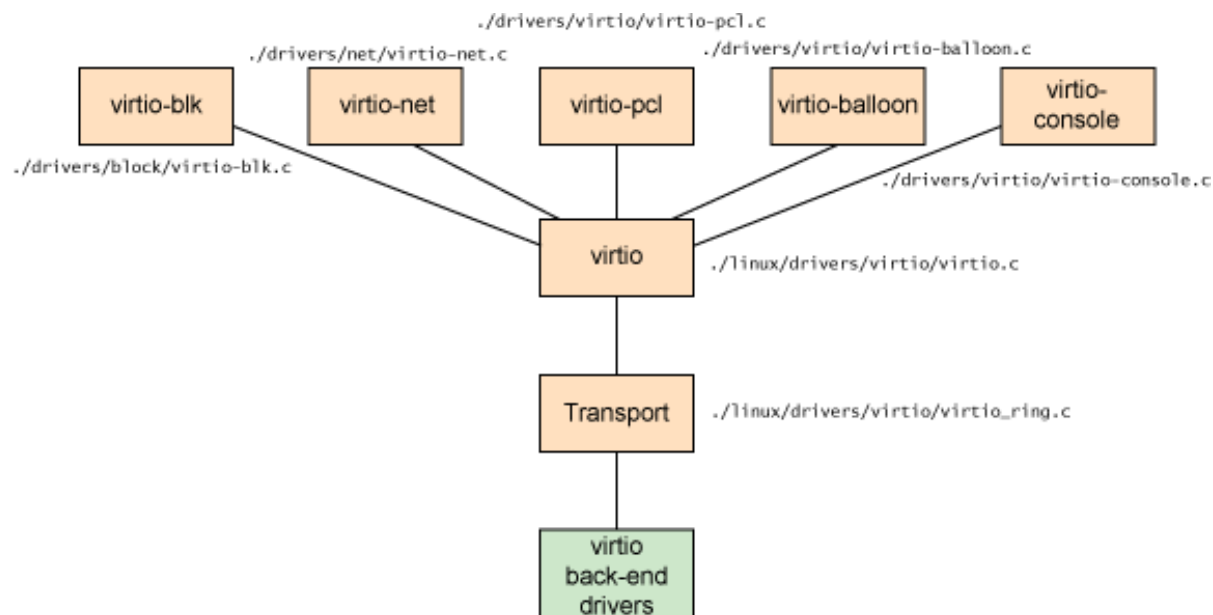 ./drivers/virtio/virtio-pcl.c
./drivers/net/virtio-net.c
./drivers/virtio/virtio-balloon.c
virtio-blk
virtio-net
virtio-pcl
virtio-balloon
virtio-
console
./drivers/block/virtio-blk.c
./drivers/virtio/virtio-console.c
virtio
./linux/drivers/virtio/virtio.c
Transport
./linux/drivers/virtio/virtio_ring.c
virtio
back-end
drivers